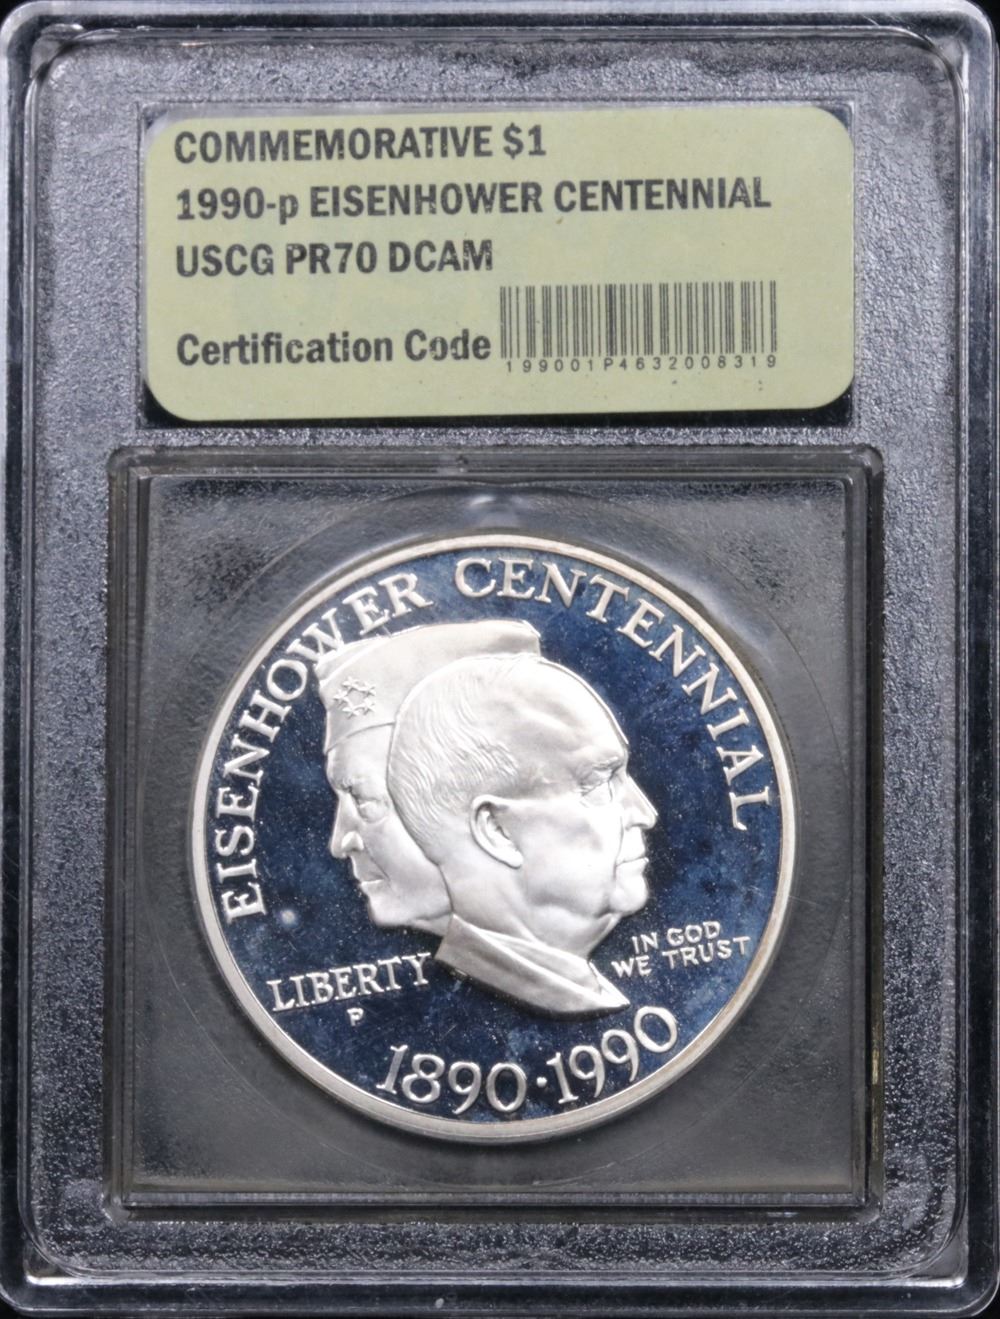 COMMEMORATIVE $1
1990-p EISENHOWER CENTENNIAL
USCG PR70 DCAM
Certification Code
199001P4632008319
EISENHOWER CENTENNIAL
IN GOD
WE TRUST
LIBERTY
P
1890·1990